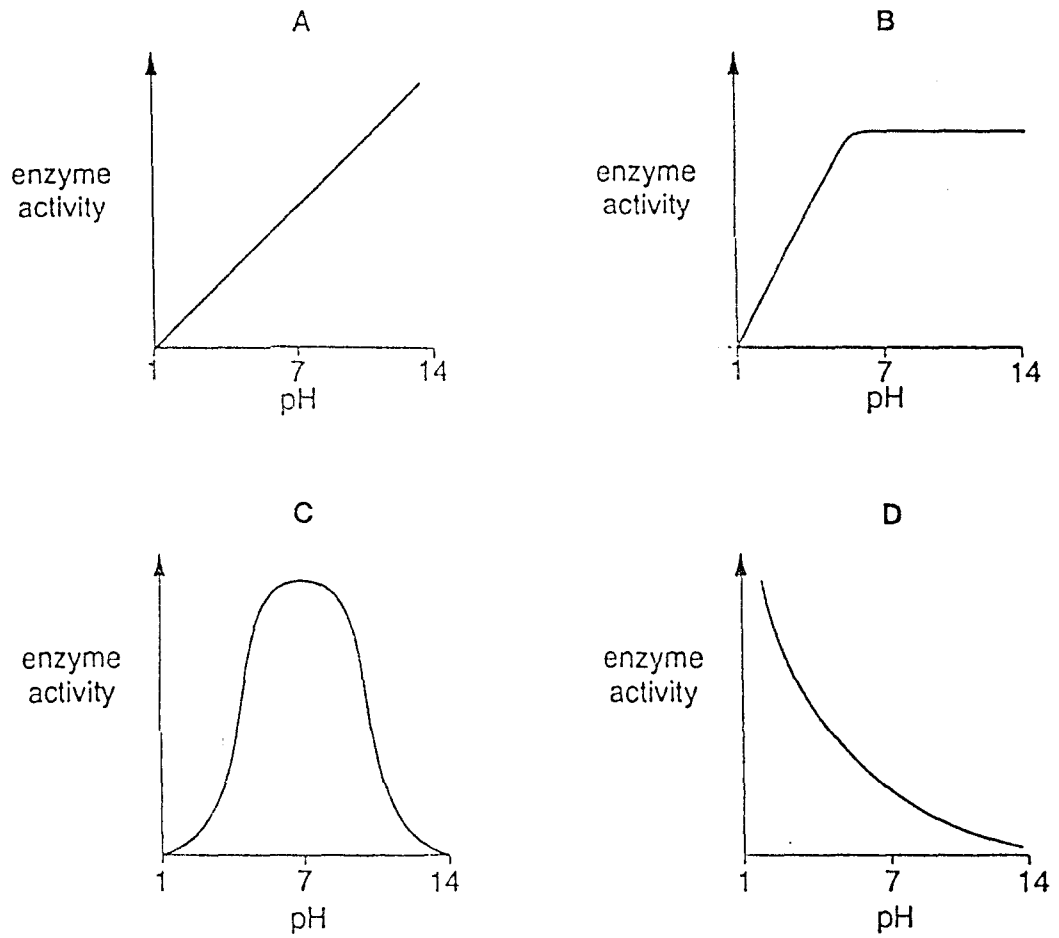 A
enzyme
activity
1
7
14
pH
B
enzyme
activity
1
7
14
pH
C
enzyme
activity
1
7
14
pH
D
enzyme
activity
1
7
14
pH